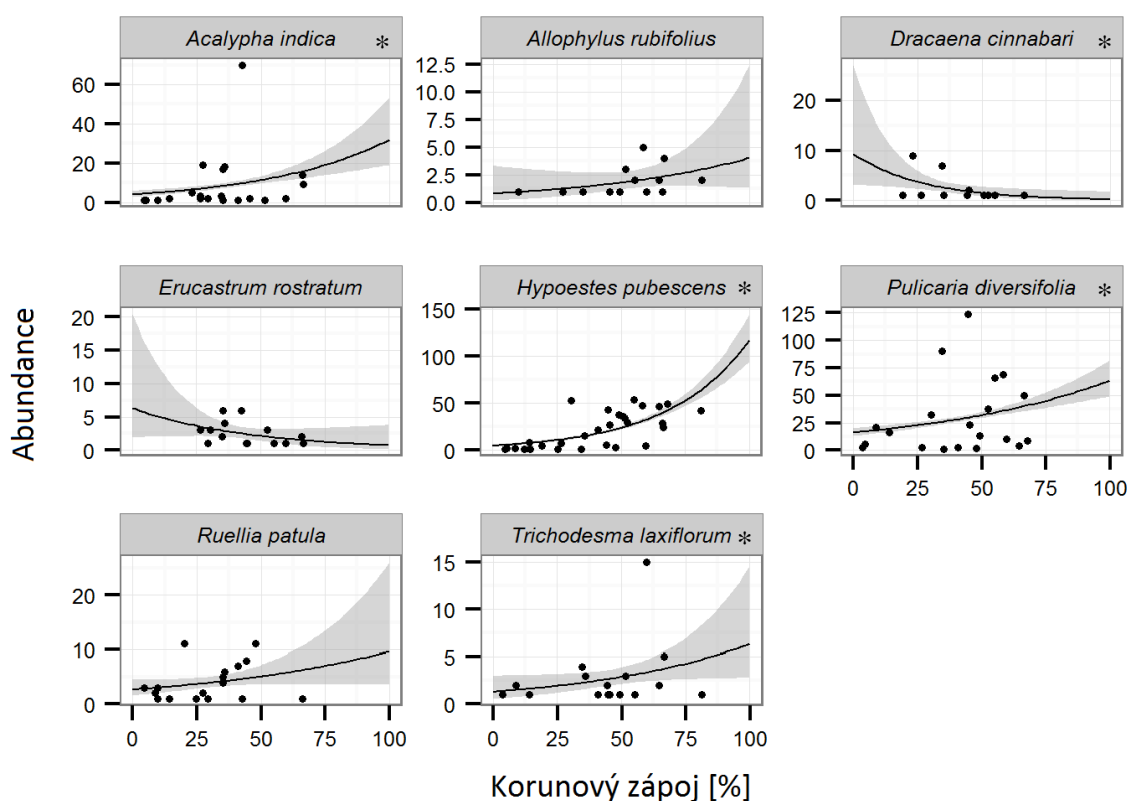 Acalypha indica *
Allophylus rubifolius
Dracaena cinnabari *
60
40
20
0
12.5
10.0
7.5
5.0
2.5
0.0
20
10
0
Erucastrum rostratum
Hypoestes pubescens *
Pulicaria diversifolia *
20
15
10
5
0
150
100
50
0
125
100
75
50
25
0
0 25 50 75 100
Abundance
Ruellia patula
Trichodesma laxiflorum *
20
10
0
15
10
5
0
0 25 50 75 100
0 25 50 75 100
Korunový zápoj [%]